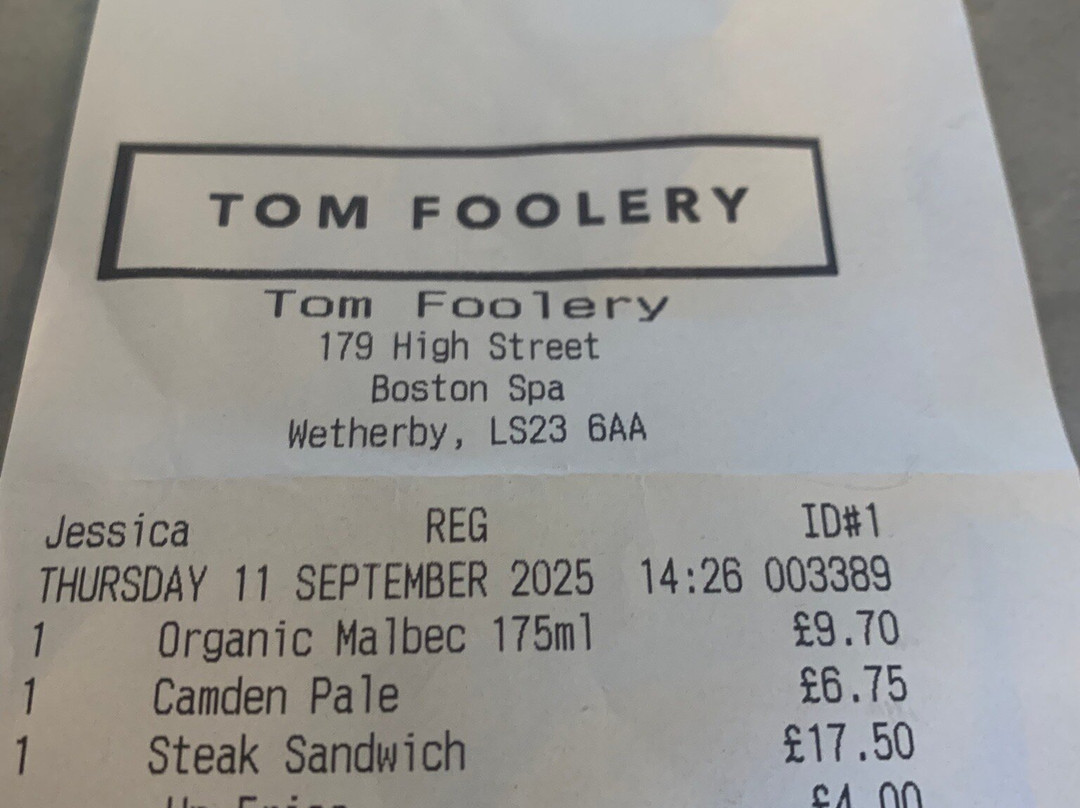 TOM FOOLERY
Tom Foolery
179 High Street
Boston Spa
Wetherby, LS23 6AA
Jessica REG ID#1
THURSDAY 11 SEPTEMBER 2025 14:26 003389
1 Organic Malbec 175ml £9.70
1 Camden Pale £6.75
1 Steak Sandwich £17.50
£4.00